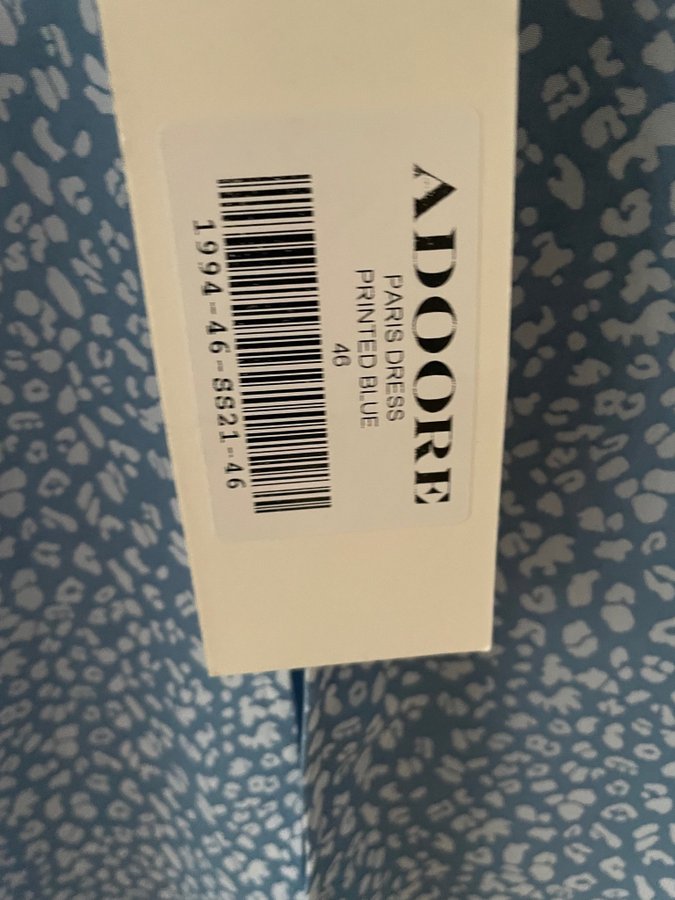 ADOORE
PARIS DRESS
PRINTED BLUE
46
1994-46-SS21-46